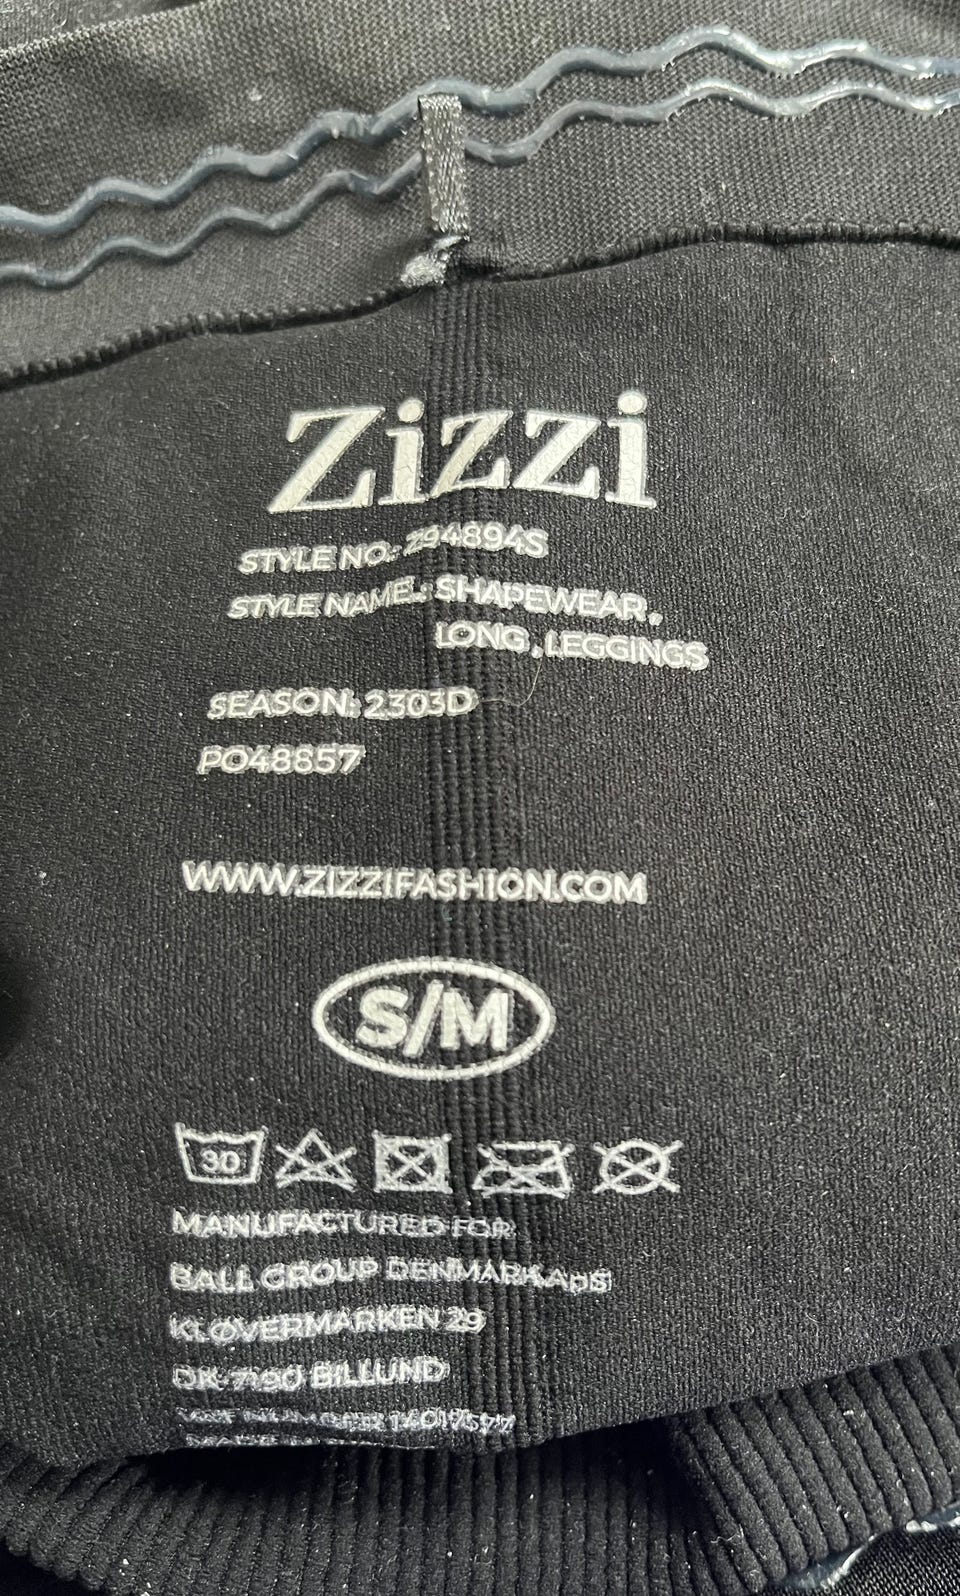 Zizzi
STYLE NO.: Z94894S
STYLE NAME.: SHAPEWEAR,
LONG, LEGGINGS
SEASON: 2303D
PO48857
WWW.ZIZZIFASHION.COM
S/M
30
MANUFACTURED FOR:
BALL GROUP DENMARK ApS
KLØVERMARKEN 29
DK-7190 BILLUND